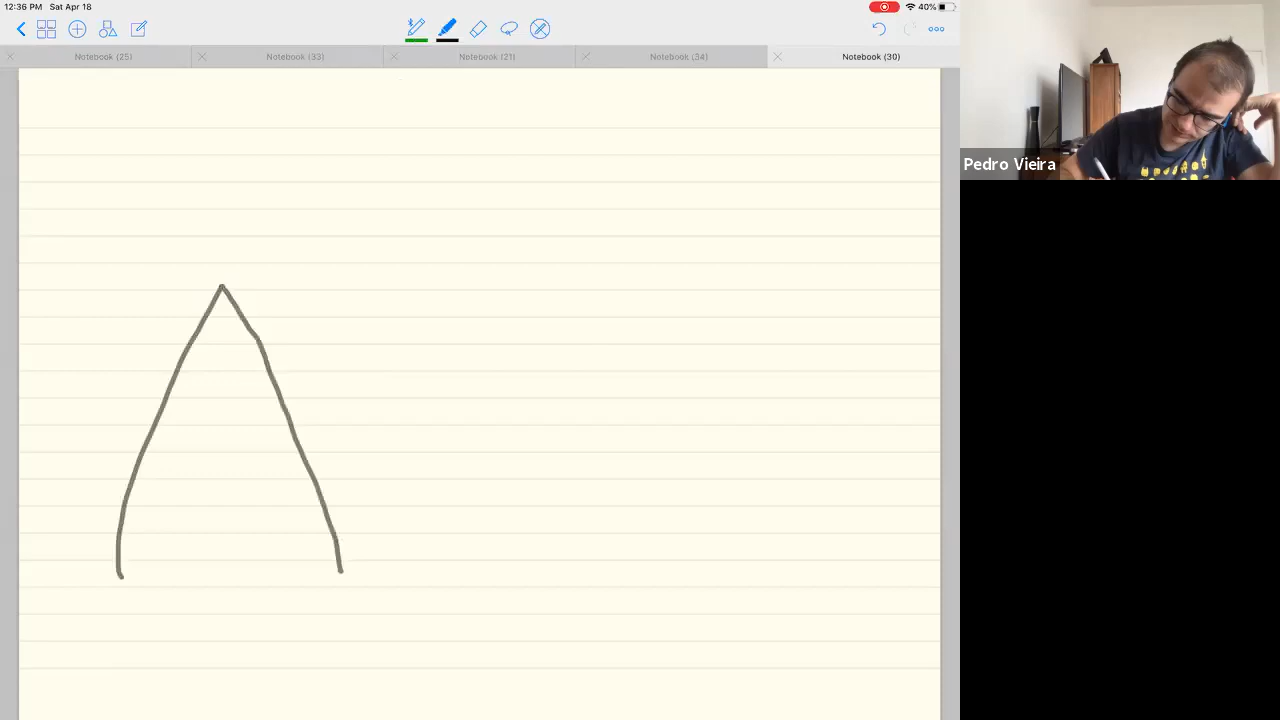 12:36 PM Sat Apr 18
40%
Notebook (25) Notebook (33) Notebook (21) Notebook (34) Notebook (30)
Pedro Vieira